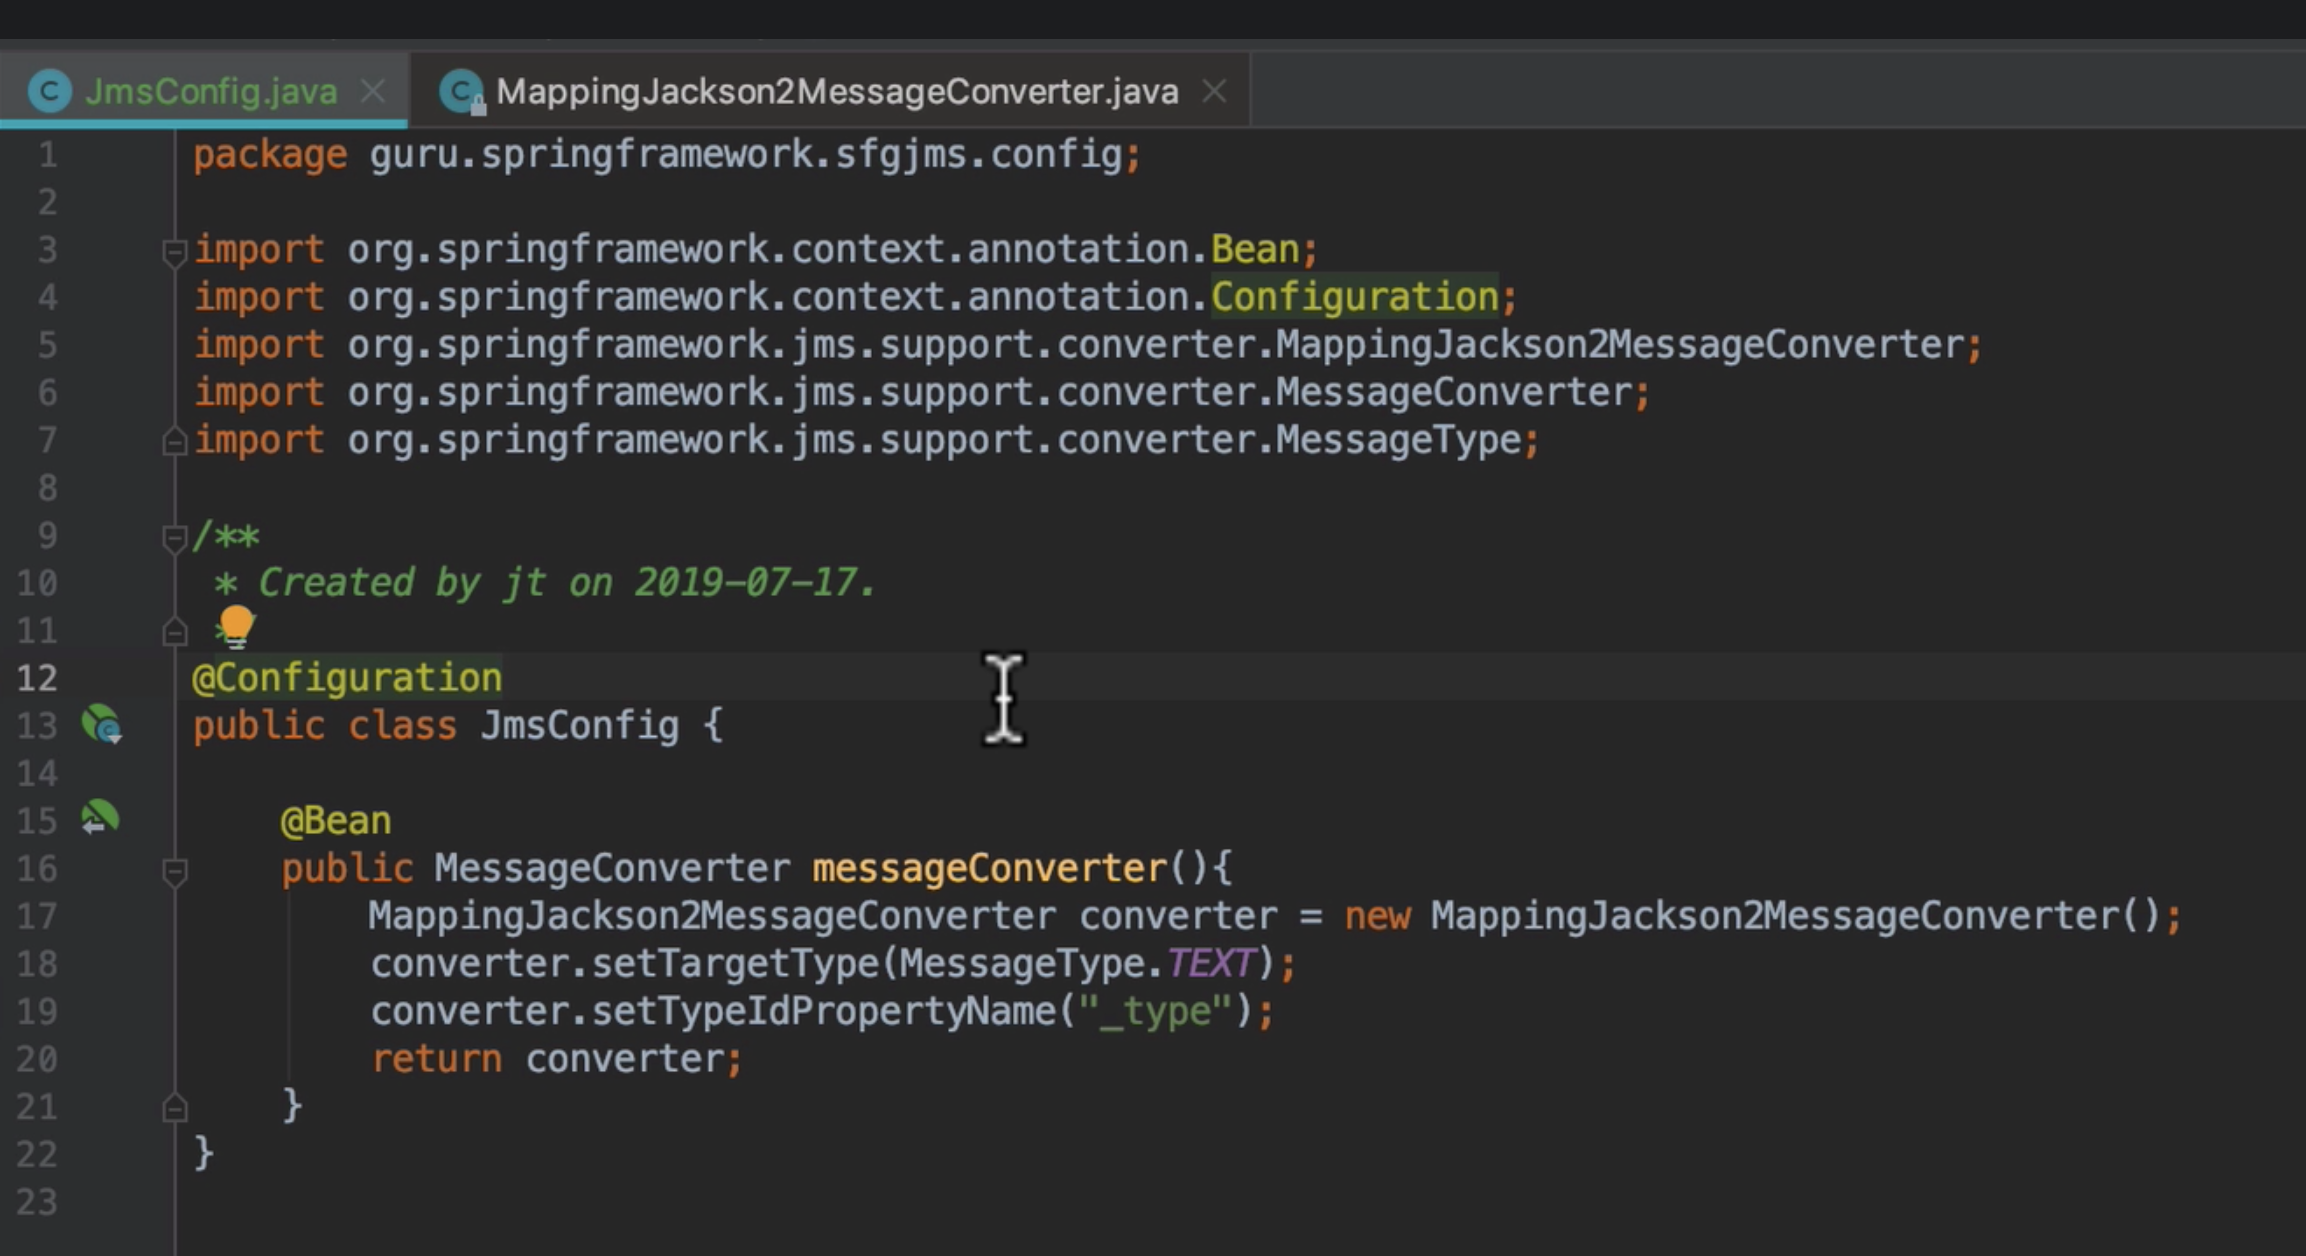 JmsConfig.java MappingJackson2MessageConverter.java
1 package guru.springframework.sfgjms.config;
2
3 import org.springframework.context.annotation.Bean;
4 import org.springframework.context.annotation.Configuration;
5 import org.springframework.jms.support.converter.MappingJackson2MessageConverter;
6 import org.springframework.jms.support.converter.MessageConverter;
7 import org.springframework.jms.support.converter.MessageType;
8
9 /**
10 * Created by jt on 2019-07-17.
11 */
12 @Configuration
13 public class JmsConfig {
14
15 @Bean
16 public MessageConverter messageConverter(){
17 MappingJackson2MessageConverter converter = new MappingJackson2MessageConverter();
18 converter.setTargetType(MessageType.TEXT);
19 converter.setTypeIdPropertyName("_type");
20 return converter;
21 }
22 }
23